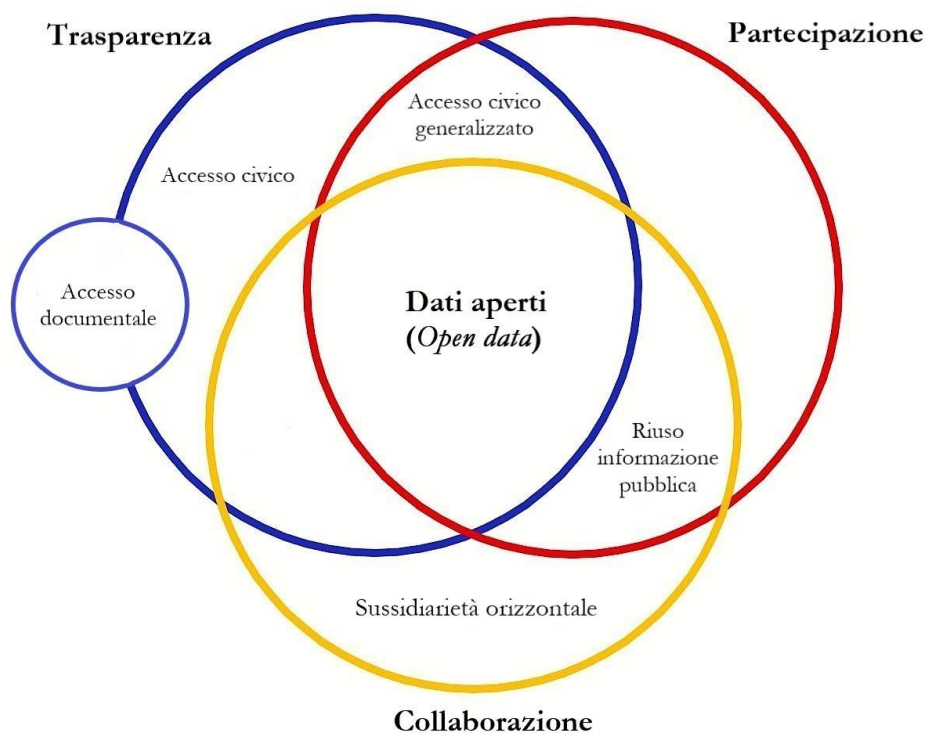 Trasparenza
Partecipazione
Accesso civico
generalizzato
Accesso civico
Accesso
documentale
Dati aperti
(Open data)
Riuso
informazione
pubblica
Sussidiarietà orizzontale
Collaborazione